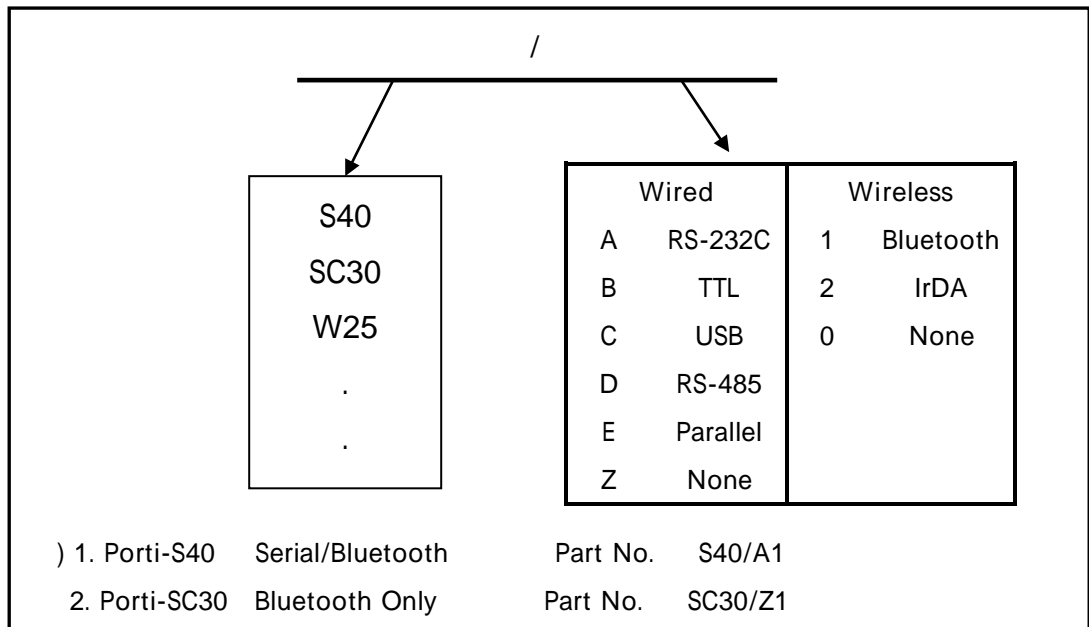 /
S40
SC30
W25
.
.
Wired Wireless
A RS-232C 1 Bluetooth
B TTL 2 IrDA
C USB 0 None
D RS-485
E Parallel
Z None
) 1. Porti-S40 Serial/Bluetooth Part No. S40/A1
2. Porti-SC30 Bluetooth Only Part No. SC30/Z1